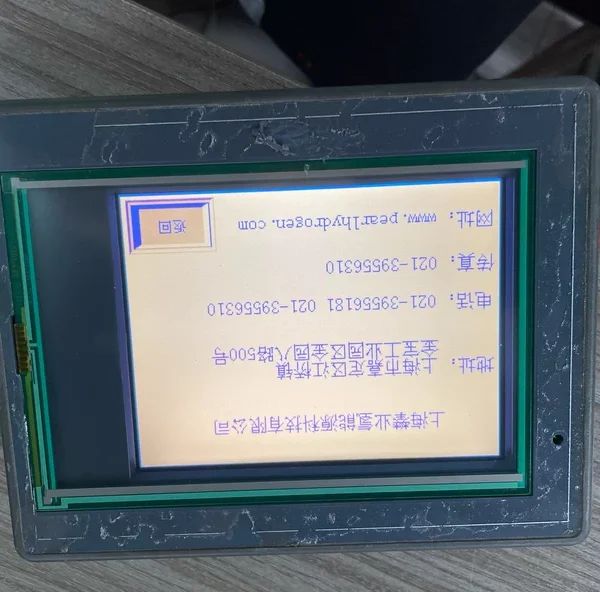 上海攀业氢能源科技有限公司
地址: 上海市嘉定区江桥镇
金宝工业园区金园八路500号
电话: 021-39556181 021-39556310
传真: 021-39556310
网址: www.pearlhydrogen.com
返回